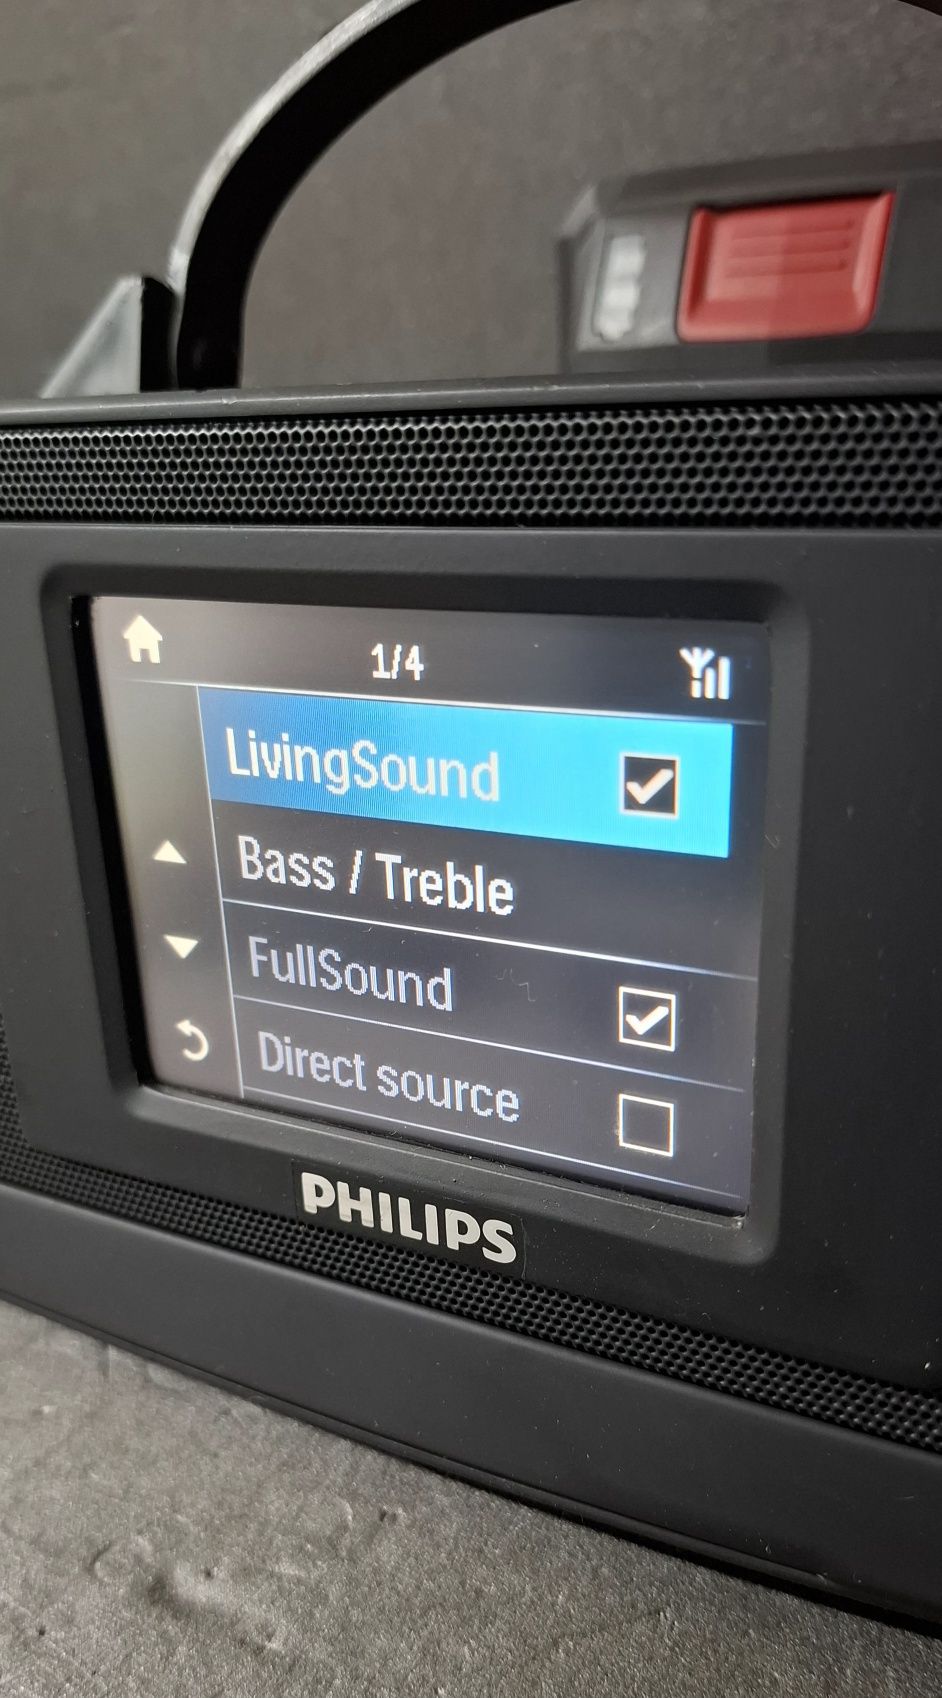 1/4
LivingSound
Bass / Treble
FullSound
Direct source
PHILIPS